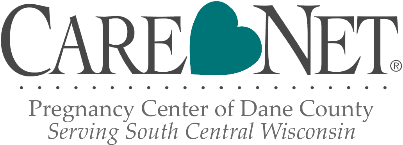 CARE NET®
Pregnancy Center of Dane County
Serving South Central Wisconsin